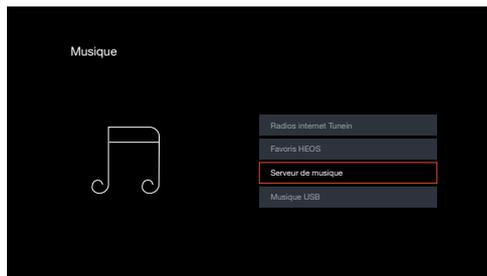 Musique
Radios internet Tunein
Favoris HEOS
Serveur de musique
Musique USB